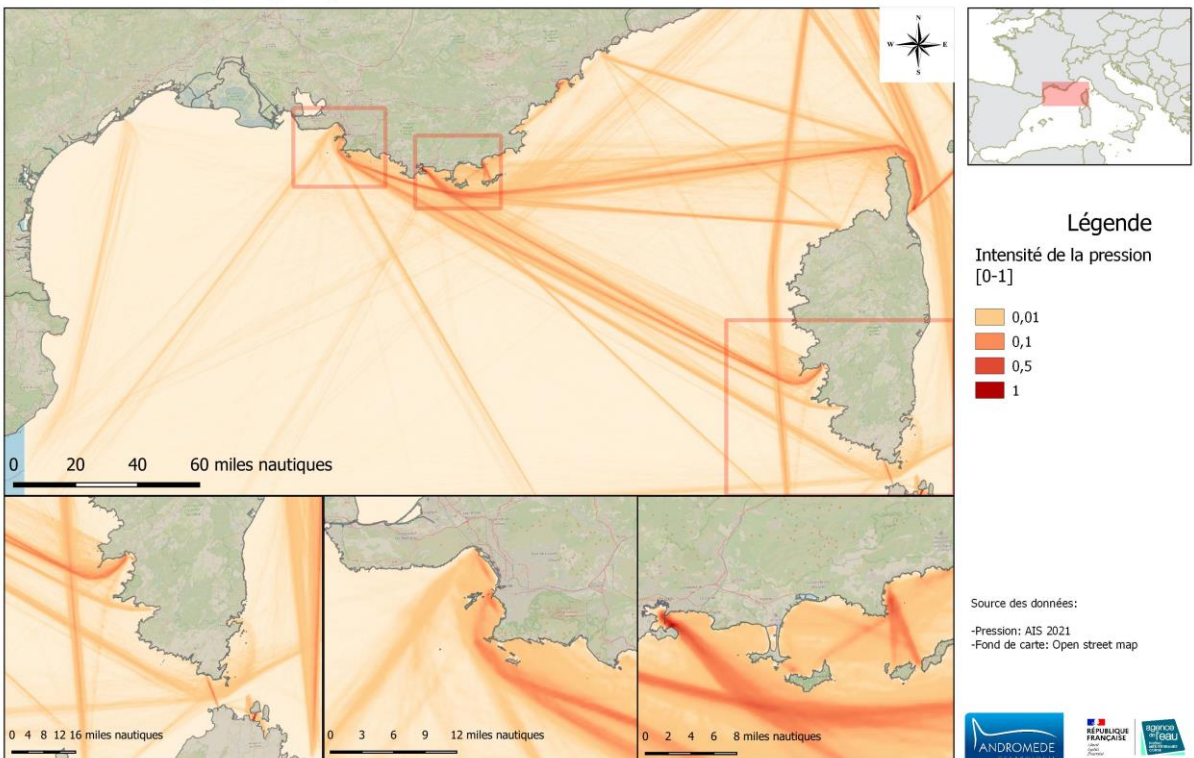 N
W E
S
0 20 40 60 miles nautiques
Légende
Intensité de la pression
[0-1]
0,01
0,1
0,5
1
0 4 8 12 16 miles nautiques
0 3 6 9 12 miles nautiques
0 2 4 6 8 miles nautiques
Source des données:
-Pression: AIS 2021
-Fond de carte: Open street map
ANDROMEDE
RÉPUBLIQUE
FRANÇAISE
Liberté
Égalité
Fraternité
agence
de l'eau